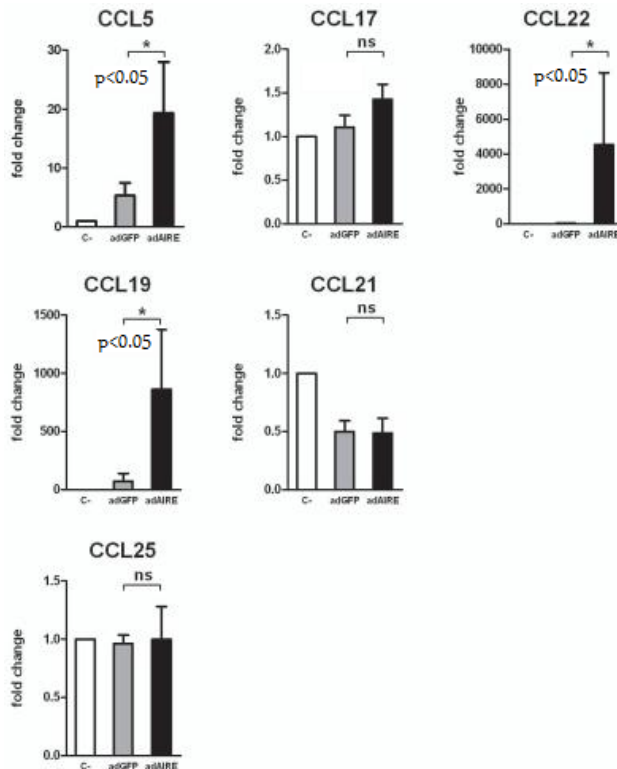 CCL5
fold change
30
20
10
0
*
p<0.05
C- adGFP adAIRE
CCL17
fold change
2.0
1.5
1.0
0.5
0.0
ns
C- adGFP adAIRE
CCL22
fold change
10000
8000
6000
4000
2000
0
*
p<0.05
C- adGFP adAIRE
CCL19
fold change
1500
1000
500
0
*
p<0.05
C- adGFP adAIRE
CCL21
fold change
1.5
1.0
0.5
0.0
ns
C- adGFP adAIRE
CCL25
fold change
1.5
1.0
0.5
0.0
ns
C- adGFP adAIRE